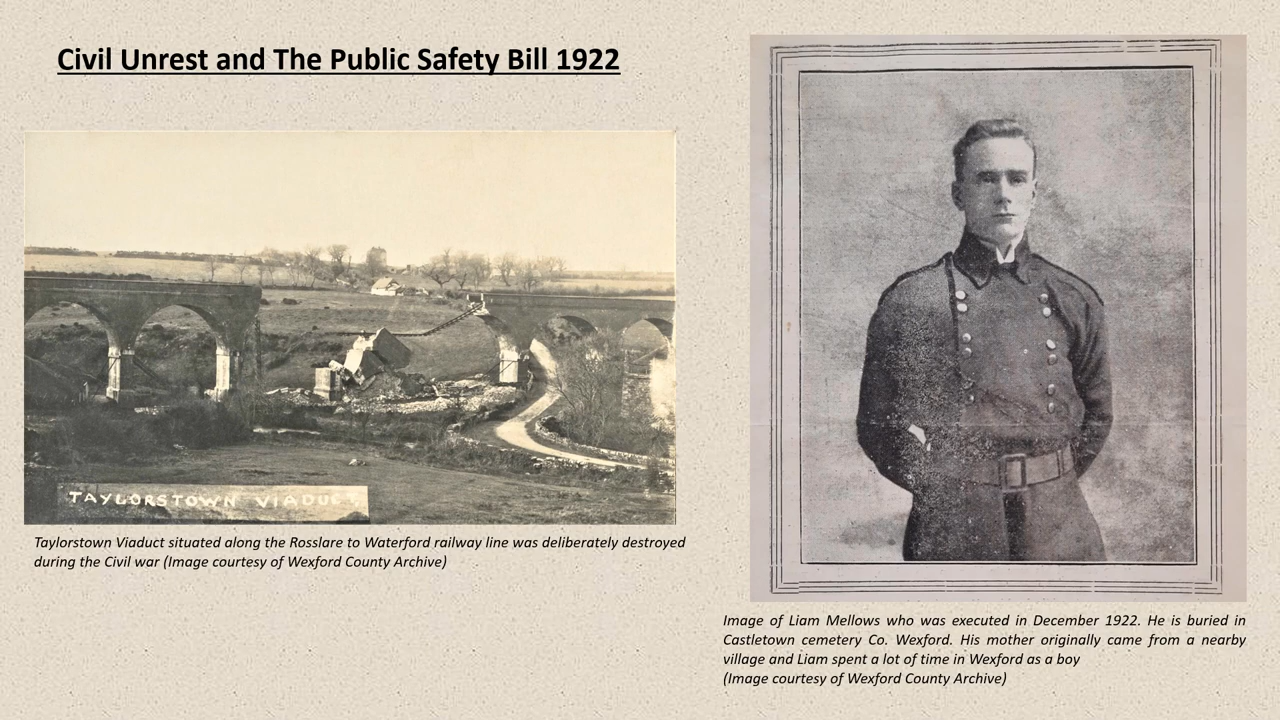 Civil Unrest and The Public Safety Bill 1922
TAYLORSTOWN VIADUCT
Taylorstown Viaduct situated along the Rosslare to Waterford railway line was deliberately destroyed
during the Civil war (Image courtesy of Wexford County Archive)
Image of Liam Mellows who was executed in December 1922. He is buried in
Castletown cemetery Co. Wexford. His mother originally came from a nearby
village and Liam spent a lot of time in Wexford as a boy
(Image courtesy of Wexford County Archive)